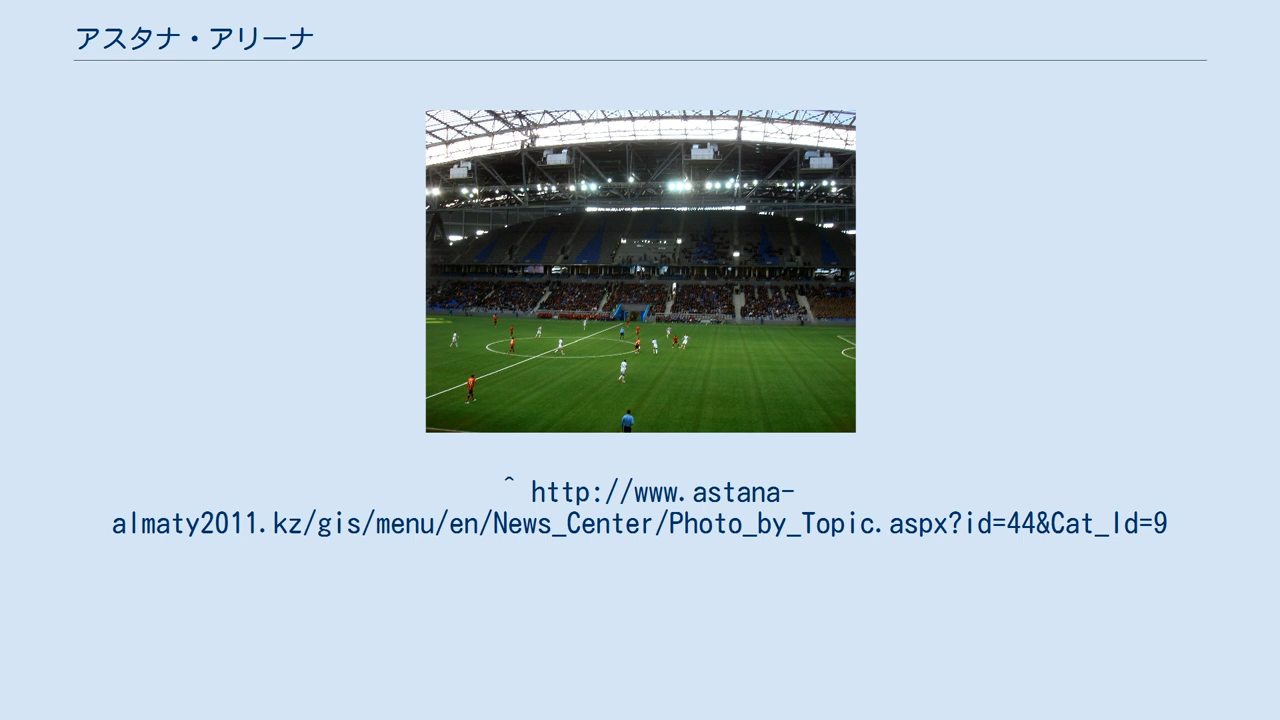 アスタナ・アリーナ
^ http://www.astana-
almaty2011.kz/gis/menu/en/News_Center/Photo_by_Topic.aspx?id=44&Cat_Id=9